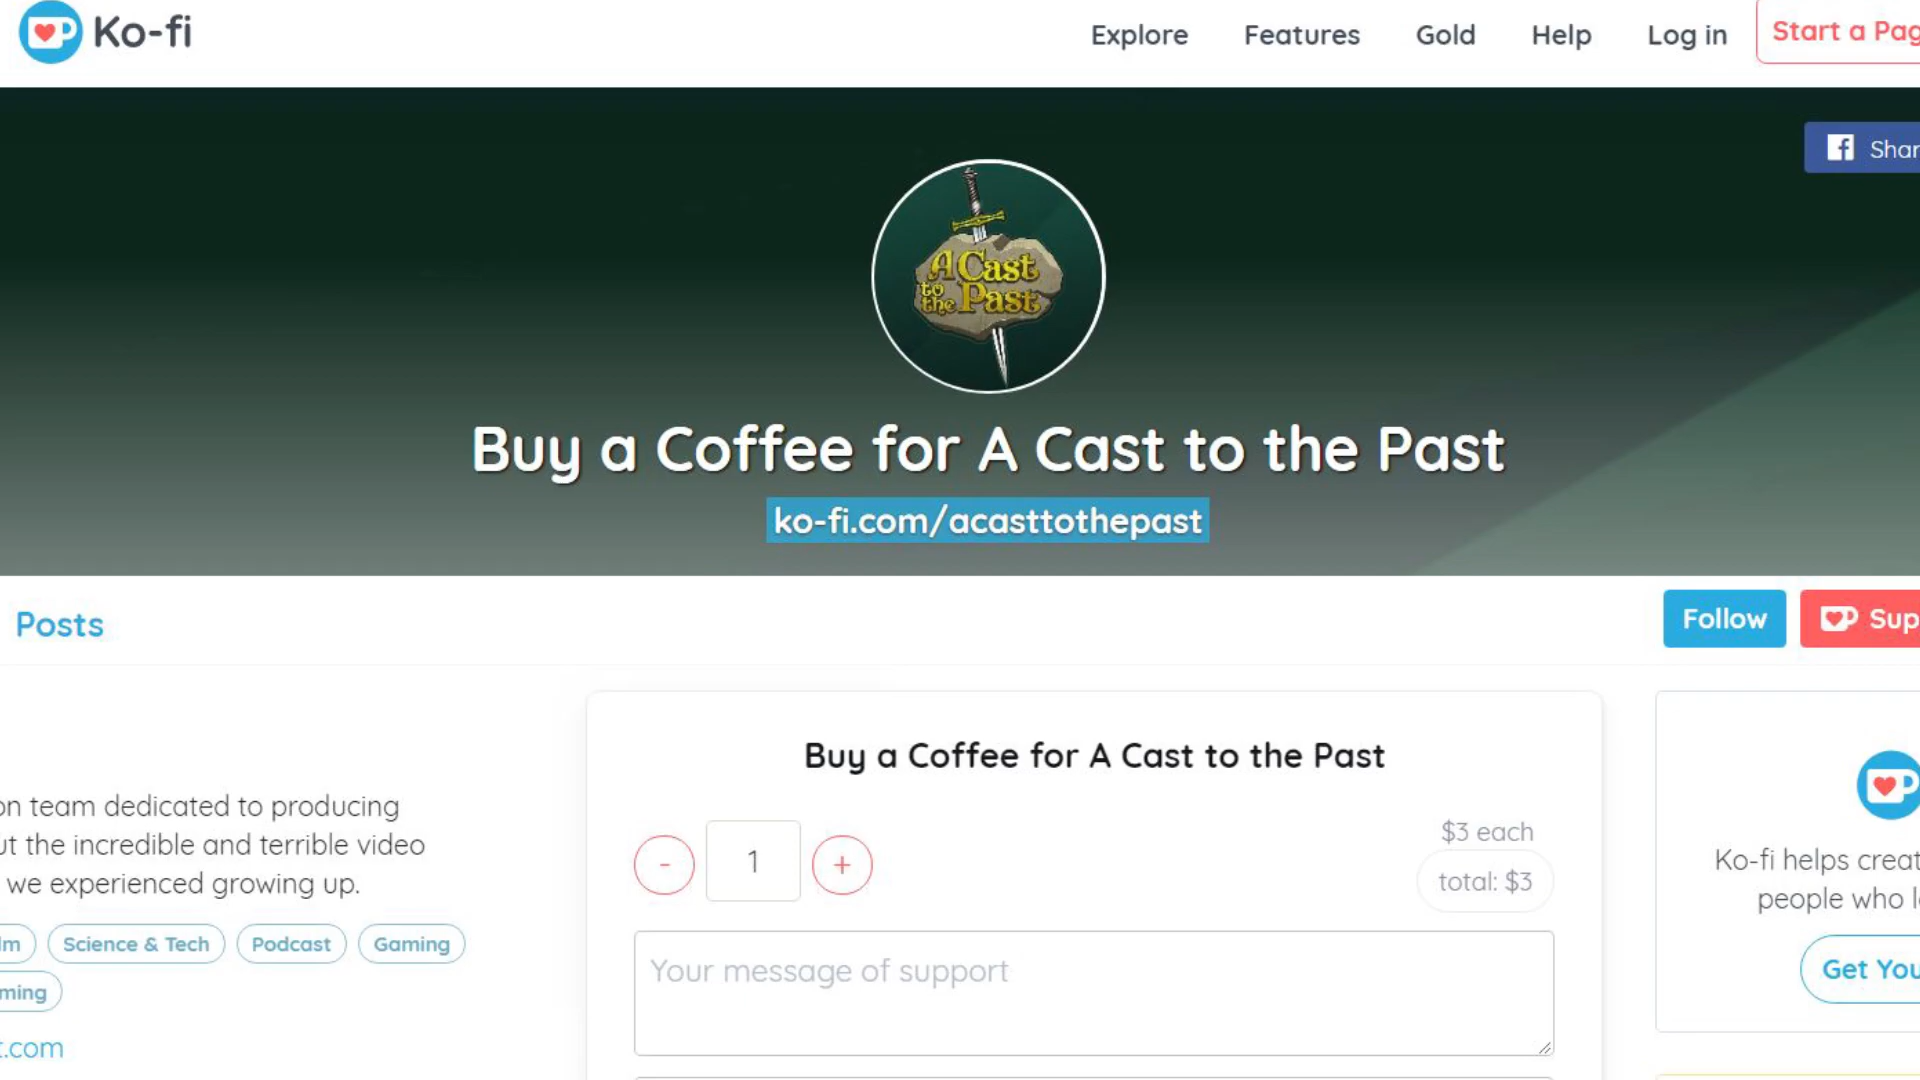 Ko-fi
Explore
Features
Gold
Help
Log in
Start a Pag
Shar
A Cast
to
the Past
Buy a Coffee for A Cast to the Past
ko-fi.com/acasttothepast
Posts
Follow
Sup
on team dedicated to producing
ut the incredible and terrible video
we experienced growing up.
lm
Science & Tech
Podcast
Gaming
ming
t.com
Buy a Coffee for A Cast to the Past
-
1
+
$3 each
total: $3
Your message of support
Ko-fi helps creat
people who l
Get You